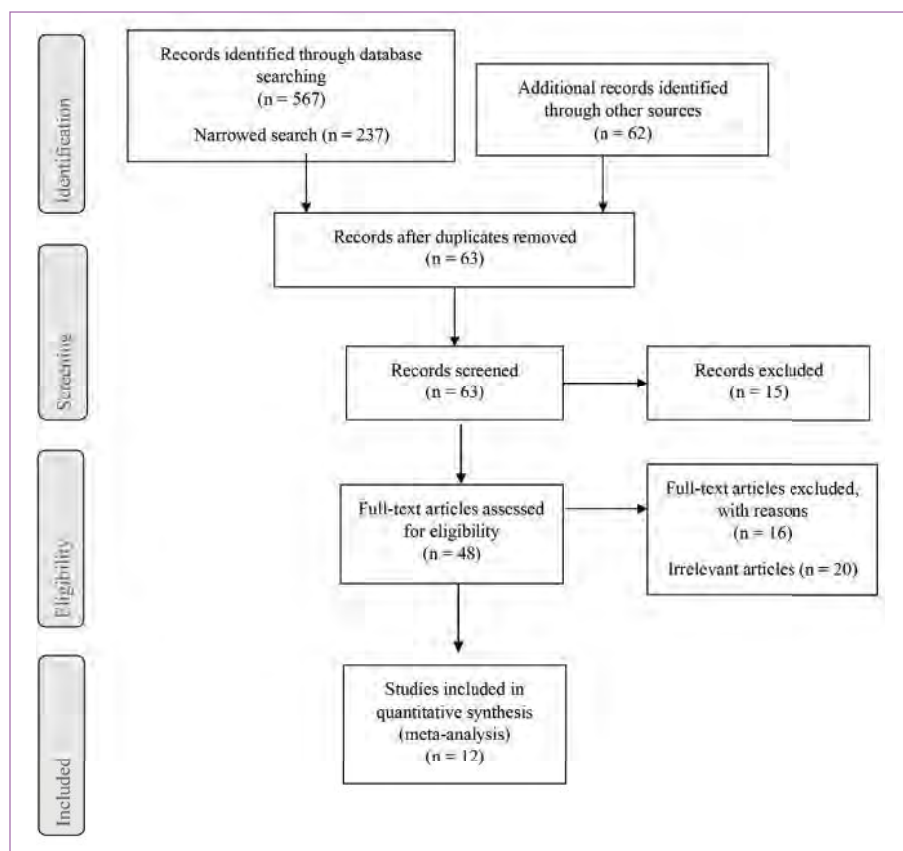 Identification
Records identified through database
searching
(n = 567)
Narrowed search (n = 237)
Additional records identified
through other sources
(n = 62)
Records after duplicates removed
(n = 63)
Screening
Records screened
(n = 63)
Records excluded
(n = 15)
Eligibility
Full-text articles assessed
for eligibility
(n = 48)
Full-text articles excluded,
with reasons
(n = 16)
Irrelevant articles (n = 20)
Included
Studies included in
quantitative synthesis
(meta-analysis)
(n = 12)